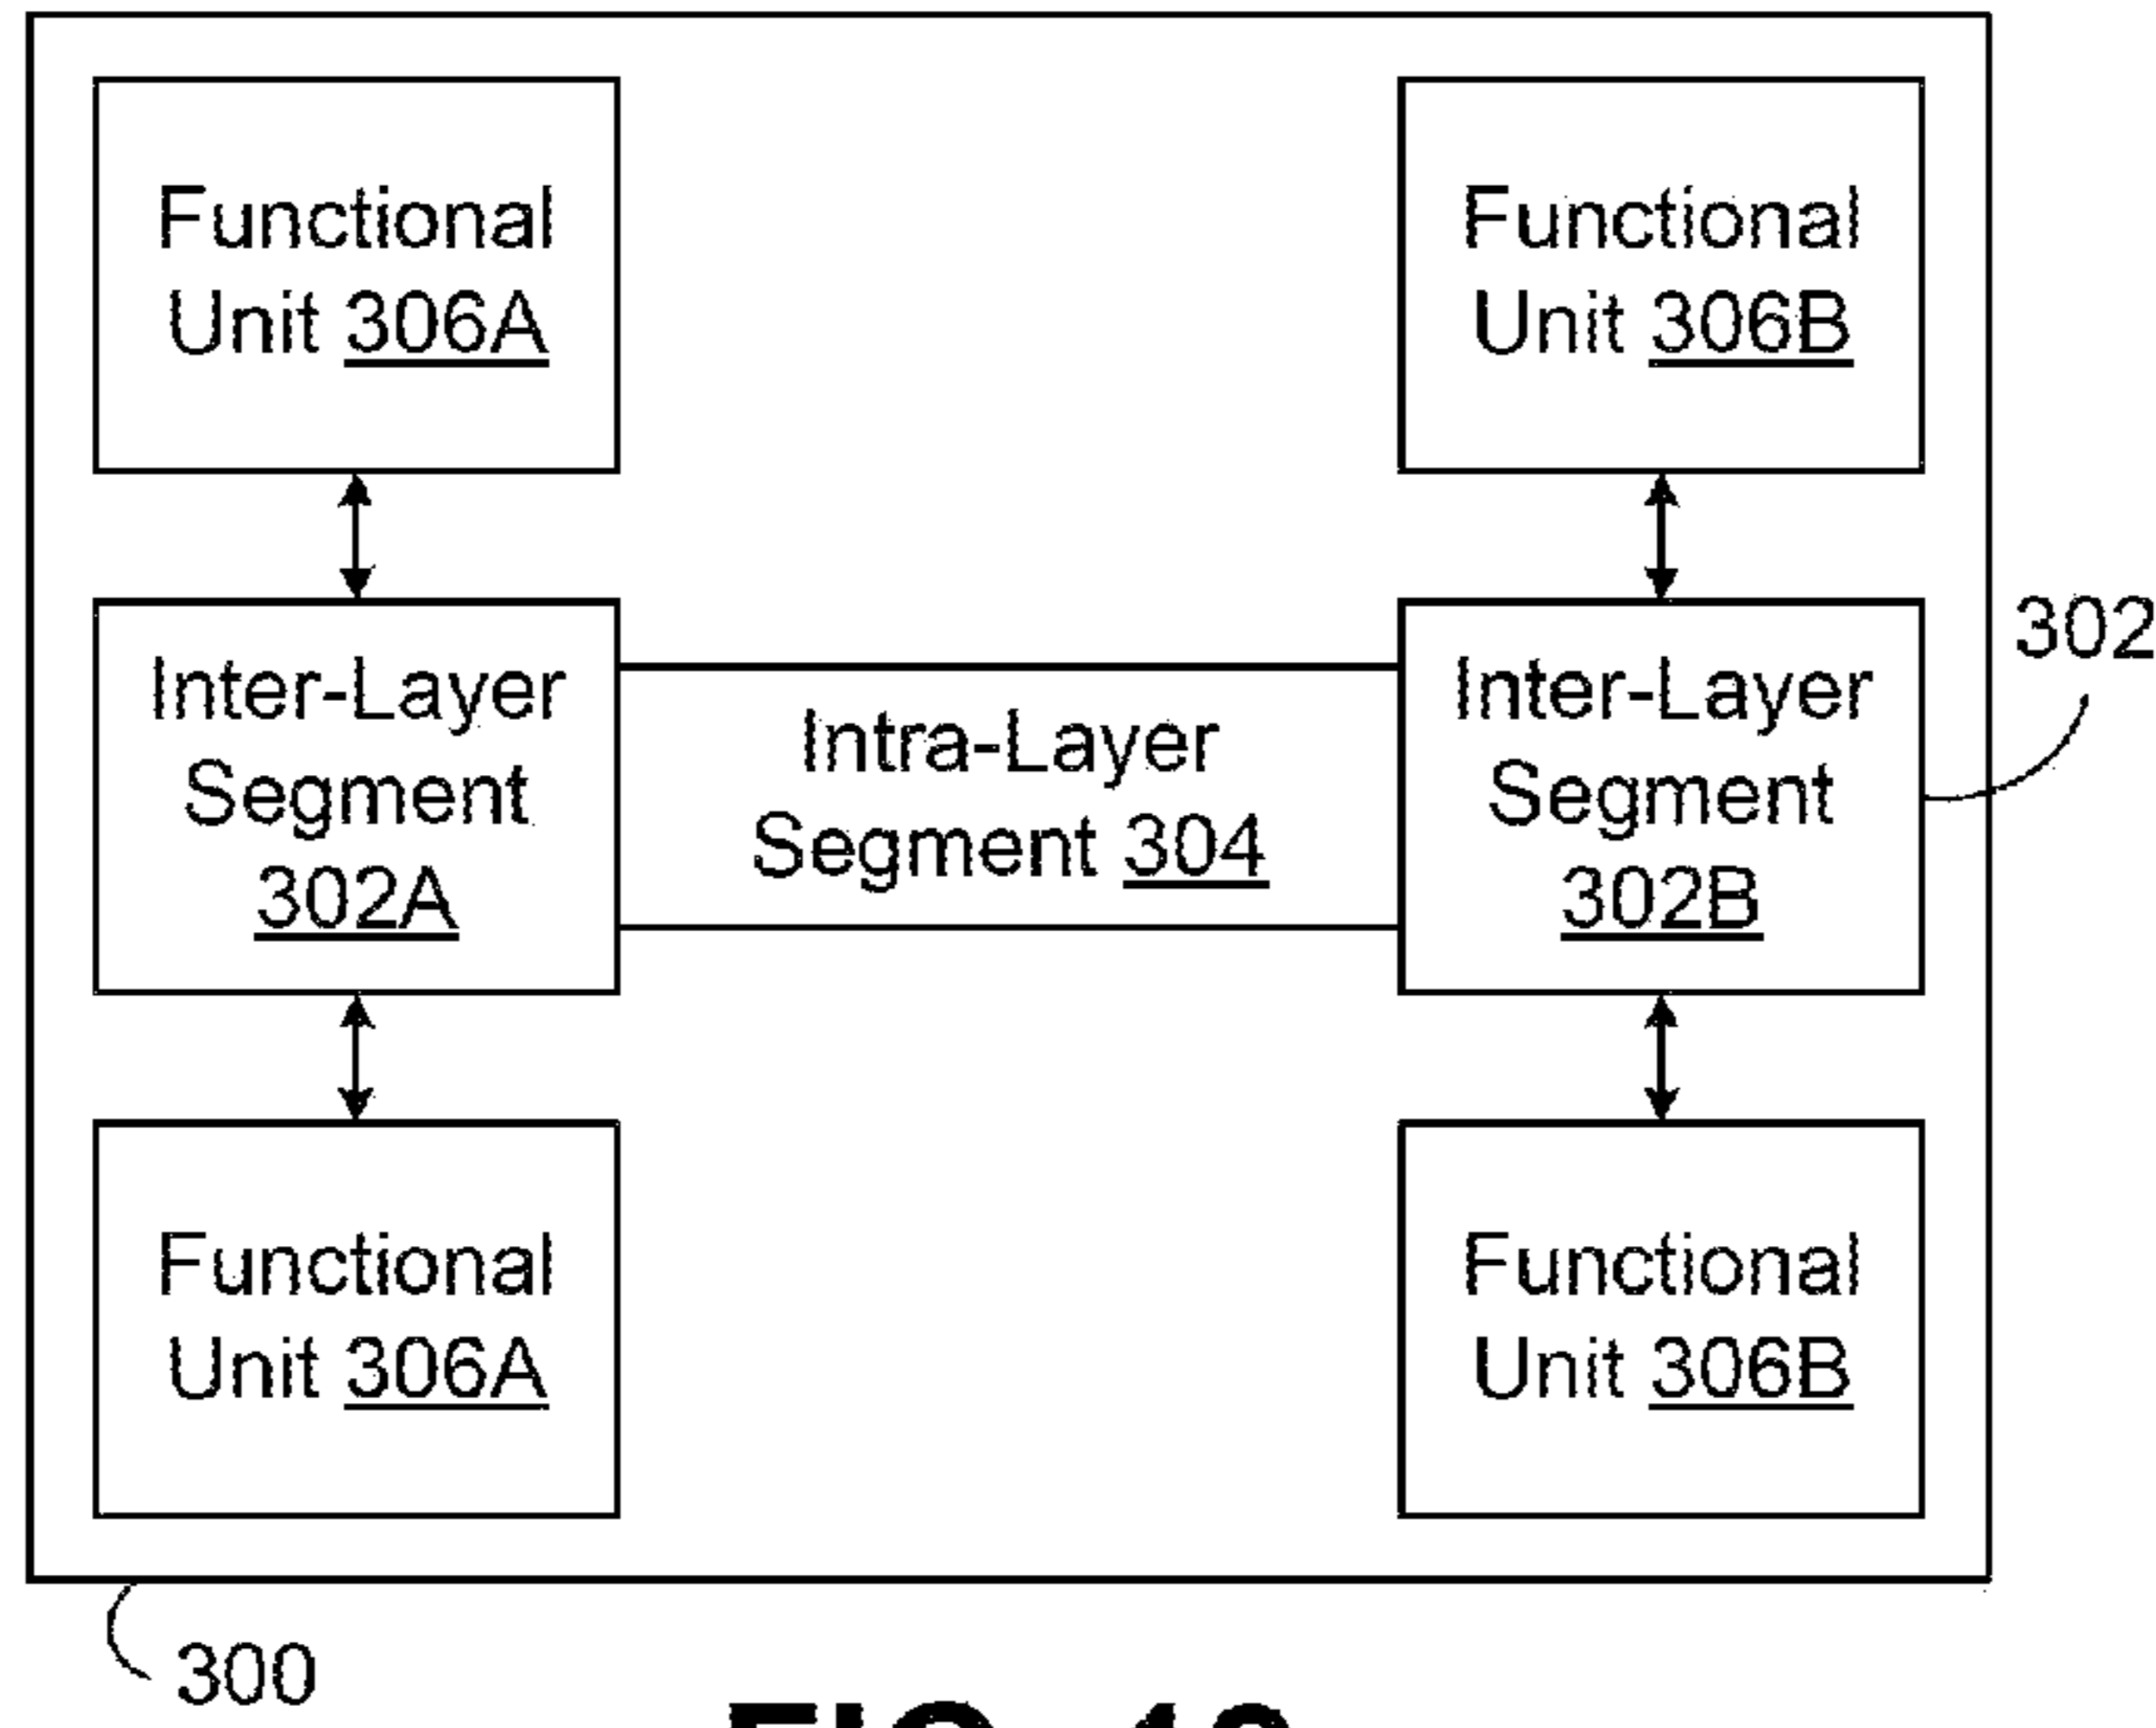 Functional
Unit 306A
Functional
Unit 306B
Inter-Layer
Segment
302A
Intra-Layer
Segment 304
Inter-Layer
Segment
302B
302
Functional
Unit 306A
Functional
Unit 306B
300